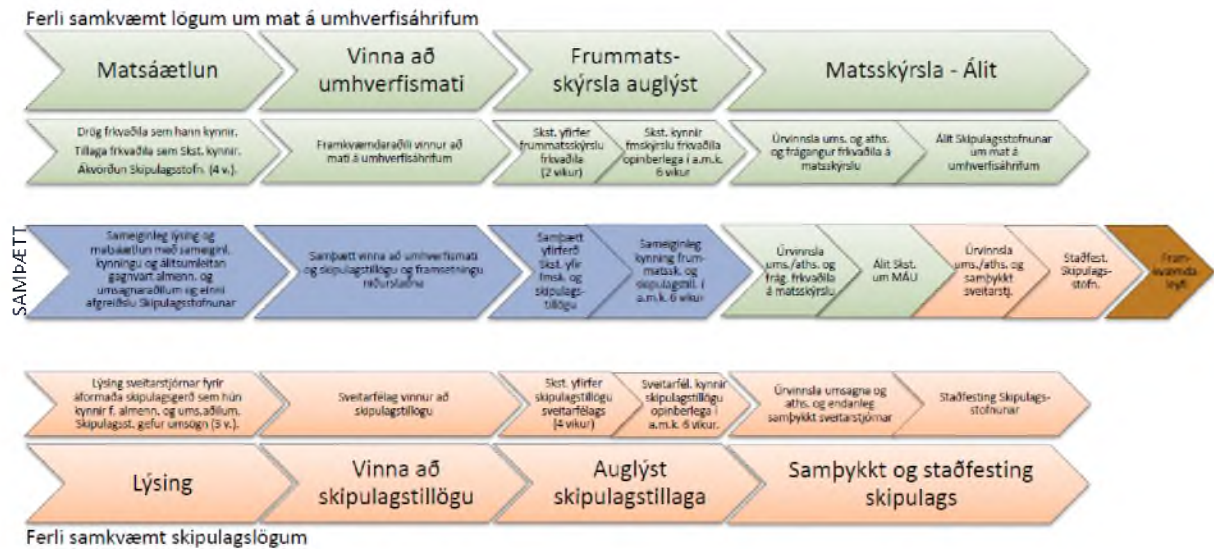 Ferli samkvæmt lögum um mat á umhverfisáhrifum
Matsáætlun
Vinna að
umhverfismati
Frummats-
skýrsla auglýst
Matsskýrsla - Álit
Drög frkvaðila sem hann kynnir.
Tillaga frkvaðila sem Skst. kynnir.
Ákvörðun Skipulagsstofn. (4 v.).
Framkvæmdaraðili vinnur að
mati á umhverfisáhrifum
Skst. yfirfer
frummatsskýrslu
frkvaðila
(2 vikur)
Skst. kynnir
fmskýrslu frkvaðila
opinberlega í a.m.k.
6 vikur
Úrvinnsla ums. og aths.
og frágangur frkvaðila á
matsskýrslu
Álit Skipulagsstofnunar
um mat á
umhverfisáhrifum
SAMÞÆTT
Sameiginleg lýsing og
matsáætlun með sameiginl.
kynningu og álitsumleitan
gagnvart almenn. og
umsagnaraðilum og einni
afgreiðslu Skipulagsstofnunar
Samþætt vinna að umhverfismati
og skipulagstillögu og framsetningu
niðurstaðna
Samþætt
yfirferð
Skst. yfir
fmsk. og
skipulags-
tillögu
Sameiginleg
kynning frum-
matssk. og
skipulagstill. í
a.m.k. 6 vikur
Úrvinnsla
ums./aths. og
frág. frkvaðila
á matsskýrslu
Álit Skst.
um MÁU
Úrvinnsla
ums./aths. og
samþykkt
sveitarstj.
Staðfest.
Skipulags-
stofn.
Fram-
kvæmda
leyfi
Lýsing sveitarstjórnar fyrir
áformaða skipulagsgerð sem hún
kynnir f. almenn. og ums.aðilum.
Skipulagsst. gefur umsögn (3 v.).
Sveitarfélag vinnur að
skipulagstillögu
Skst. yfirfer
skipulagstillögu
sveitarfélags
(4 vikur)
Sveitarfél. kynnir
skipulagstillögu
opinberlega í
a.m.k. 6 vikur.
Úrvinnsla umsagna og
aths. og endanleg
samþykkt sveitarstjórnar
Staðfesting Skipulags-
stofnunar
Lýsing
Vinna að
skipulagstillögu
Auglýst
skipulagstillaga
Samþykkt og staðfesting
skipulags
Ferli samkvæmt skipulagslögum